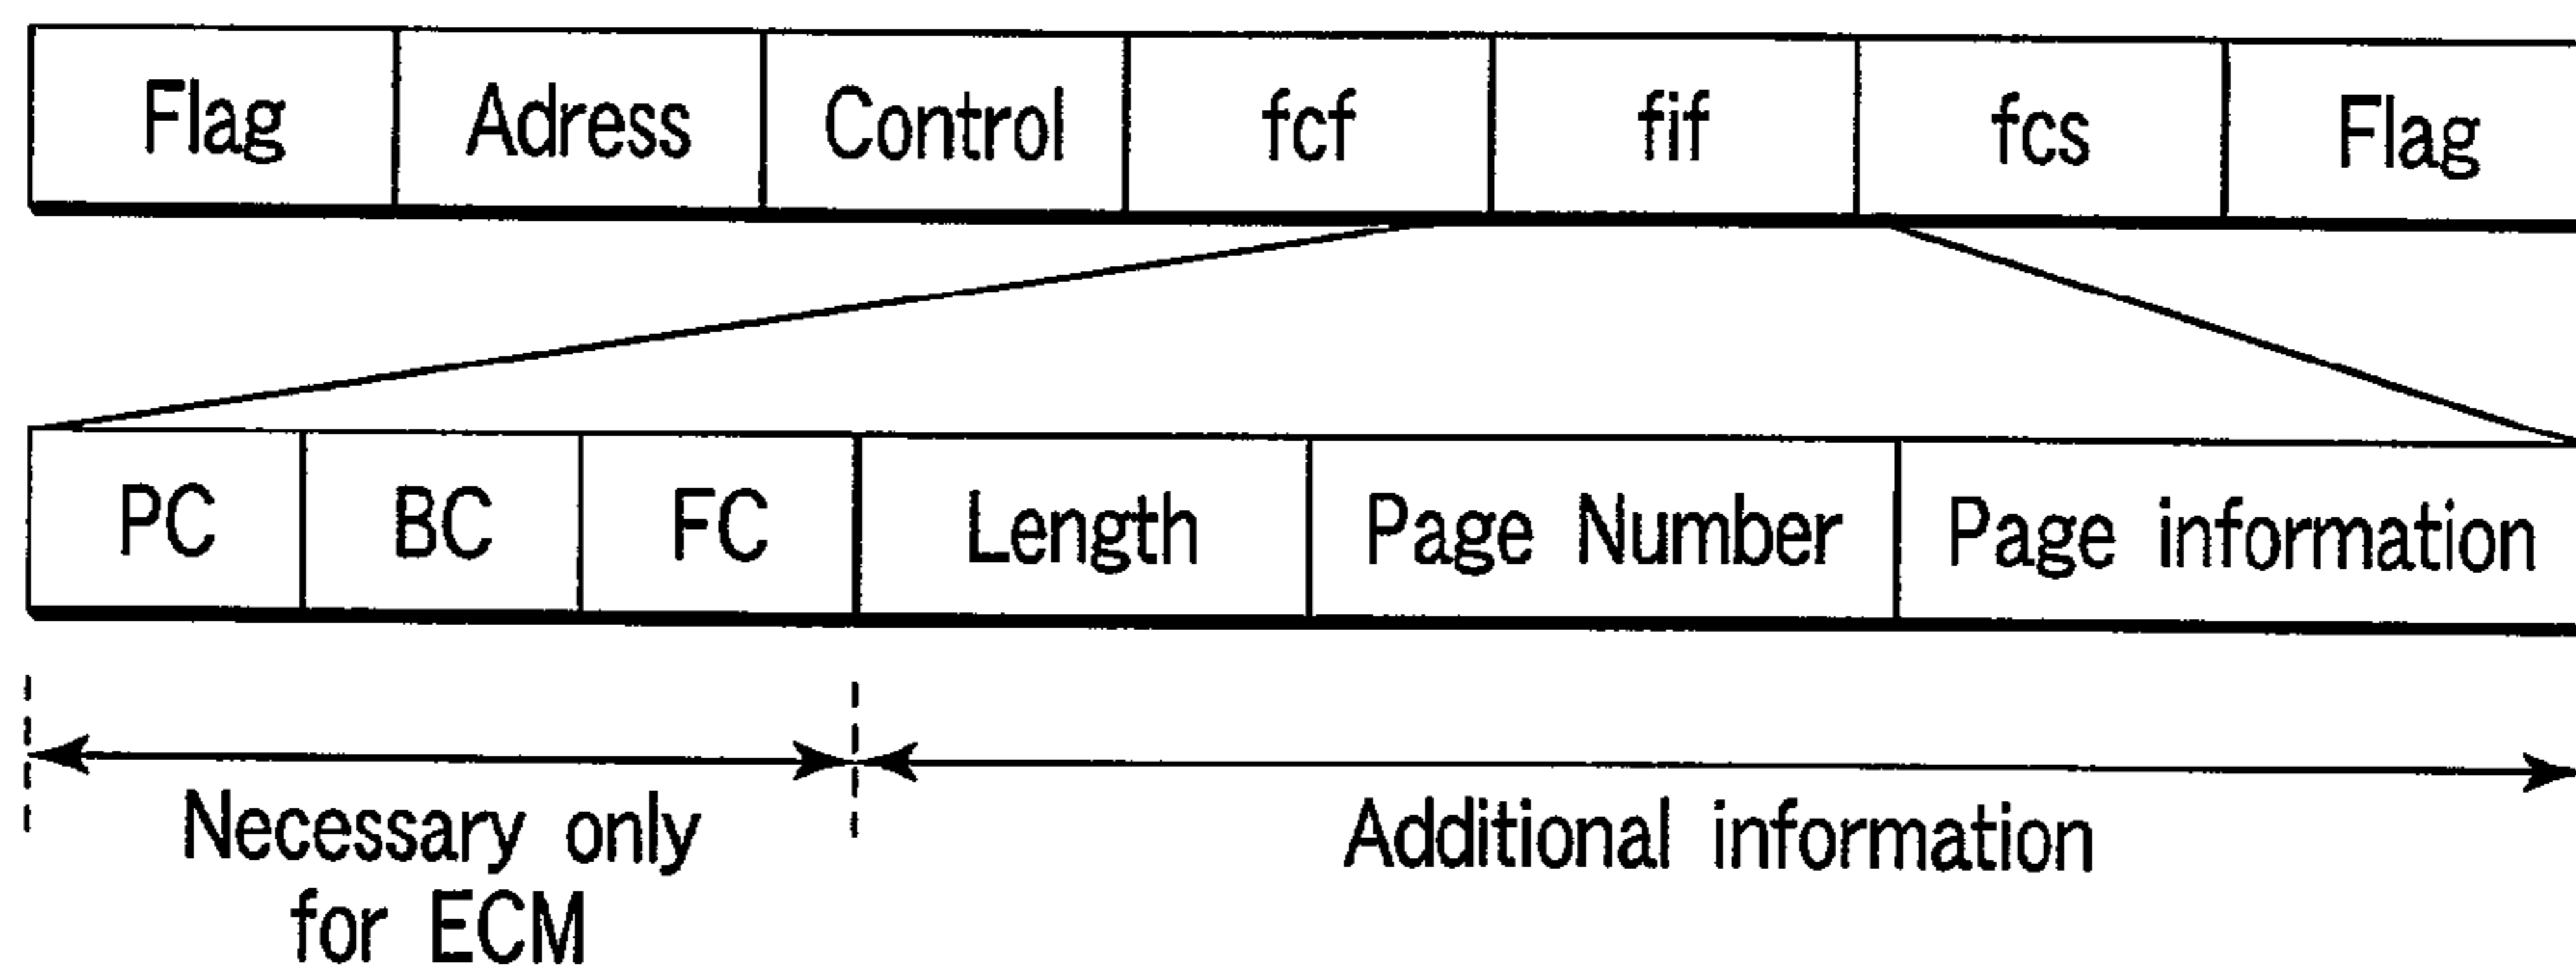 Flag Adress Control fcf fif fcs Flag
PC BC FC Length Page Number Page information
Necessary only Additional information
for ECM